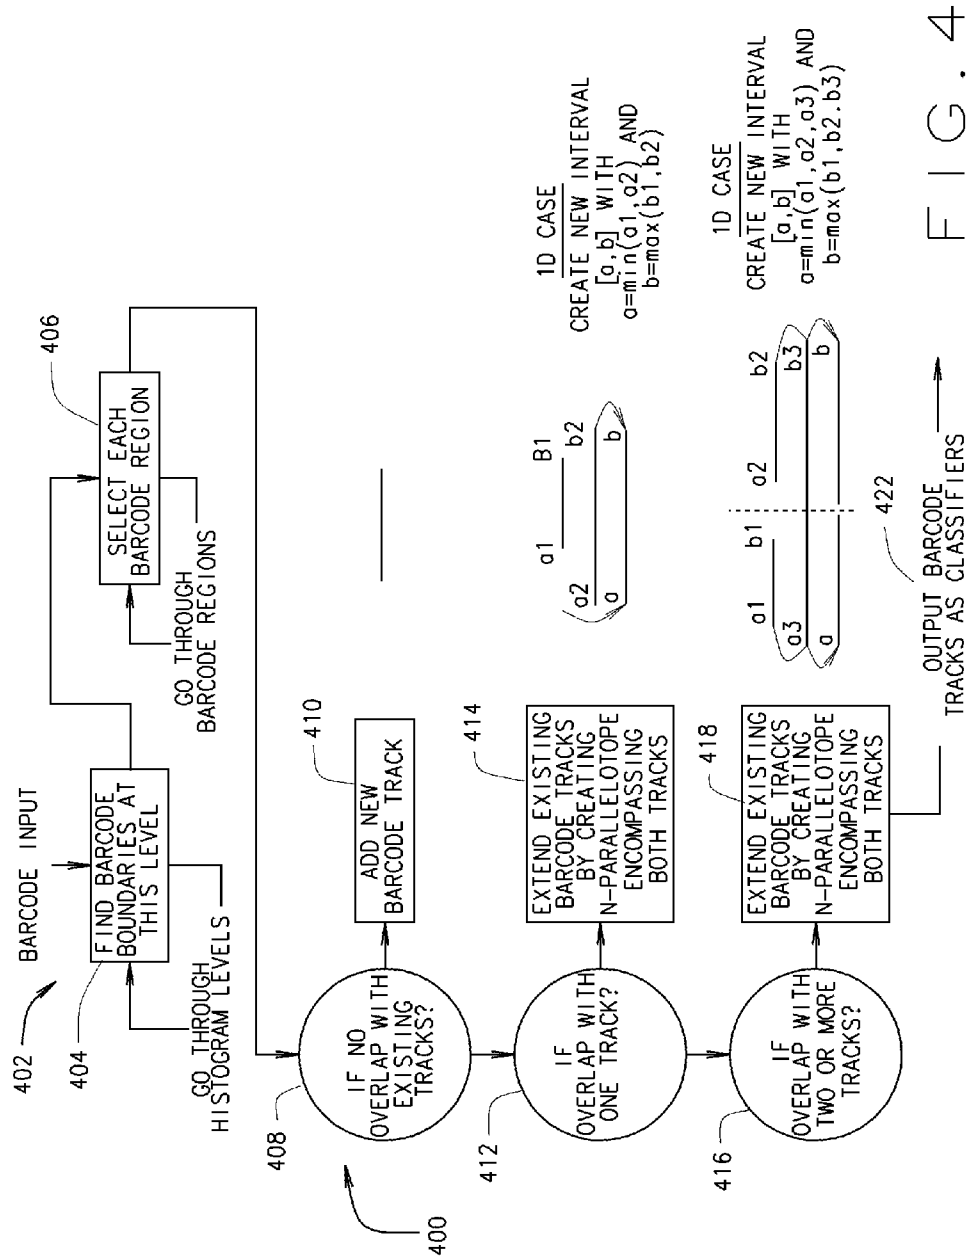 402
BARCODE INPUT
404
FIND BARCODE
BOUNDARIES AT
THIS LEVEL
GO THROUGH
HISTOGRAM LEVELS
406
SELECT EACH
BARCODE REGION
GO THROUGH
BARCODE REGIONS
400
408
IF NO
OVERLAP WITH
EXISTING
TRACKS?
410
ADD NEW
BARCODE TRACK
412
IF
OVERLAP WITH
ONE TRACK?
414
EXTEND EXISTING
BARCODE TRACKS
BY CREATING
N-PARALLELOTOPE
ENCOMPASSING
BOTH TRACKS
a1 B1
a2 b2
a b
1D CASE
CREATE NEW INTERVAL
[a,b] WITH
a=min(a1,a2) AND
b=max(b1,b2)
416
IF
OVERLAP WITH
TWO OR MORE
TRACKS?
418
EXTEND EXISTING
BARCODE TRACKS
BY CREATING
N-PARALLELOTOPE
ENCOMPASSING
BOTH TRACKS
a1 b1 a2 b2
a3 b3
a b
1D CASE
CREATE NEW INTERVAL
[a,b] WITH
a=min(a1,a2,a3) AND
b=max(b1,b2.b3)
422
OUTPUT BARCODE
TRACKS AS CLASSIFIERS
FIG. 4